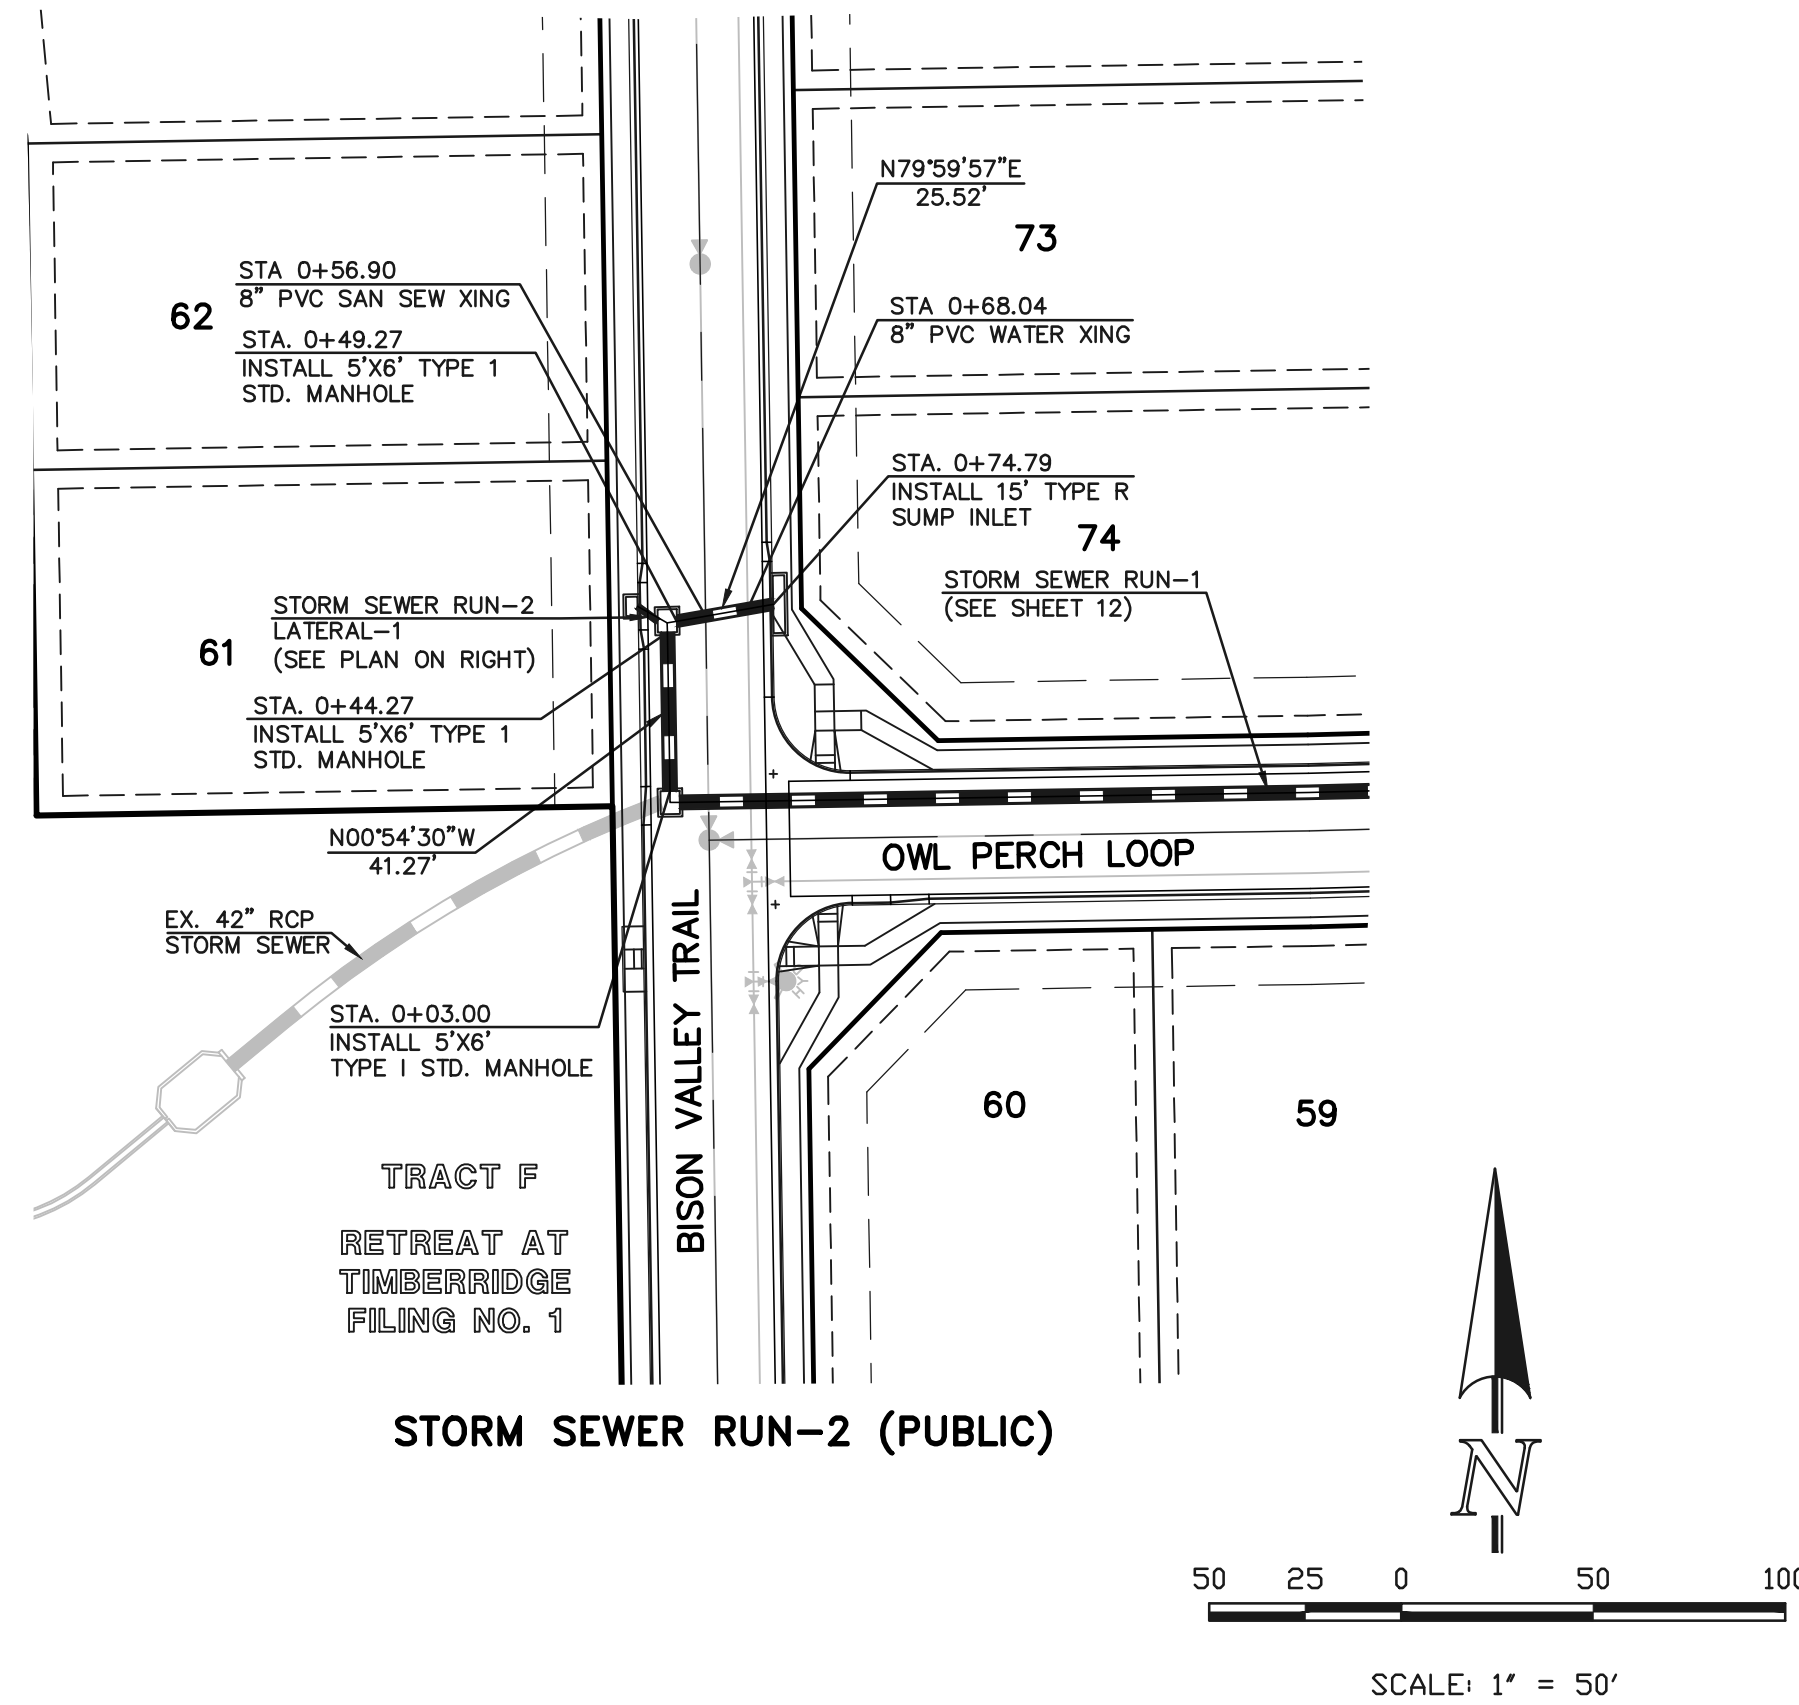 N79°59'57"E
25.52'
73
STA 0+56.90
8" PVC SAN SEW XING
62
STA. 0+49.27
INSTALL 5'X6' TYPE 1
STD. MANHOLE
STA 0+68.04
8" PVC WATER XING
STA. 0+74.79
INSTALL 15' TYPE R
SUMP INLET
74
STORM SEWER RUN-1
(SEE SHEET 12)
STORM SEWER RUN-2
LATERAL-1
(SEE PLAN ON RIGHT)
61
STA. 0+44.27
INSTALL 5'X6' TYPE 1
STD. MANHOLE
N00°54'30"W
41.27'
OWL PERCH LOOP
EX. 42" RCP
STORM SEWER
BISON VALLEY TRAIL
HY
STA. 0+03.00
INSTALL 5'X6'
TYPE I STD. MANHOLE
60
59
TRACT F
RETREAT AT
TIMBERRIDGE
FILING NO. 1
STORM SEWER RUN-2 (PUBLIC)
N
50 25 0 50 100
SCALE: 1" = 50'